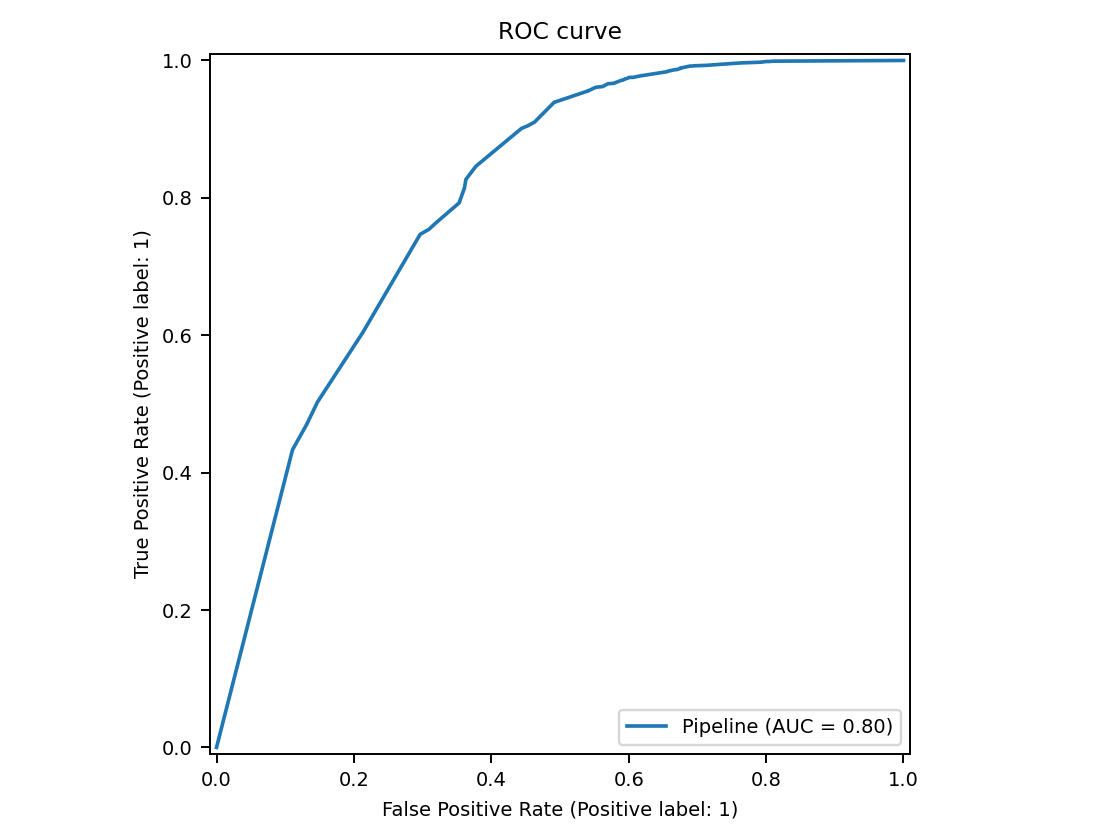 ROC curve
1.0
0.8
0.6
0.4
0.2
0.0
True Positive Rate (Positive label: 1)
Pipeline (AUC = 0.80)
0.0 0.2 0.4 0.6 0.8 1.0
False Positive Rate (Positive label: 1)